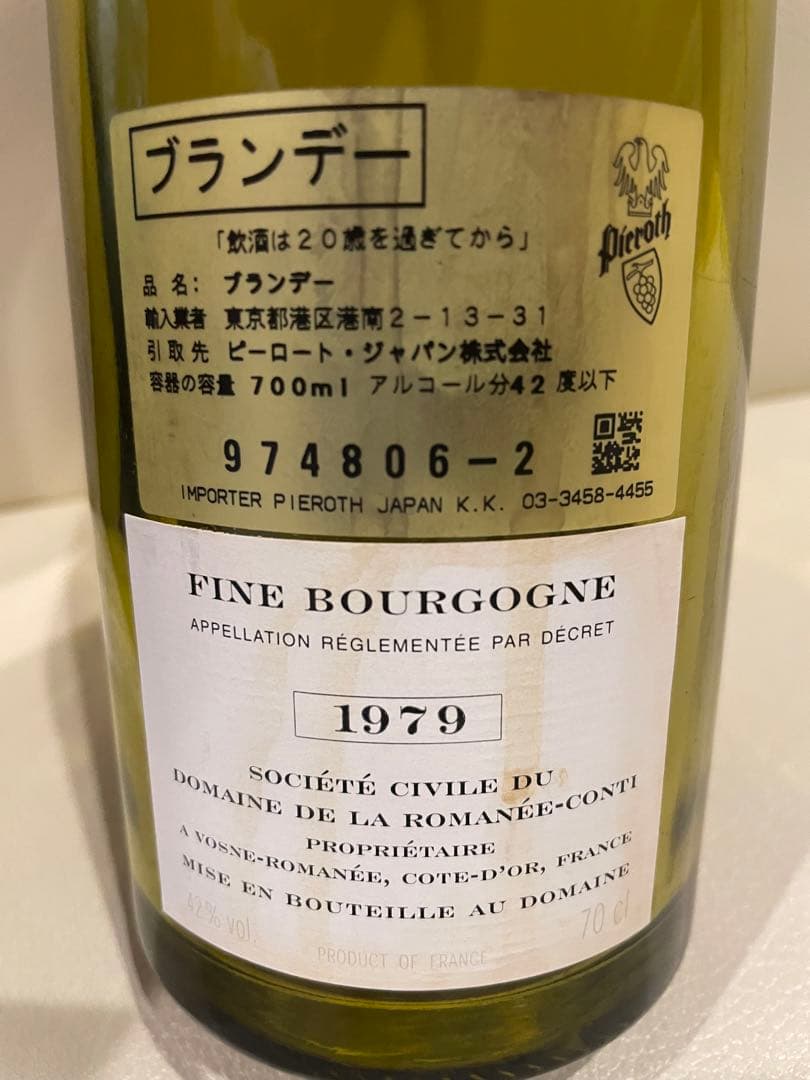 ブランデー
Pieroth
「飲酒は20歳を過ぎてから」
品名: ブランデー
輸入業者 東京都港区港南2-13-31
引取先 ピーロート・ジャパン株式会社
容器の容量 700ml アルコール分42度以下
974806-2
IMPORTER PIEROTH JAPAN K.K. 03-3458-4455
FINE BOURGOGNE
APPELLATION RÉGLEMENTÉE PAR DÉCRET
1979
SOCIÉTÉ CIVILE DU
DOMAINE DE LA ROMANÉE-CONTI
PROPRIÉTAIRE
A VOSNE-ROMANÉE, COTE-D'OR, FRANCE
MISE EN BOUTEILLE AU DOMAINE
42% vol. 70 cl
PRODUCT OF FRANCE